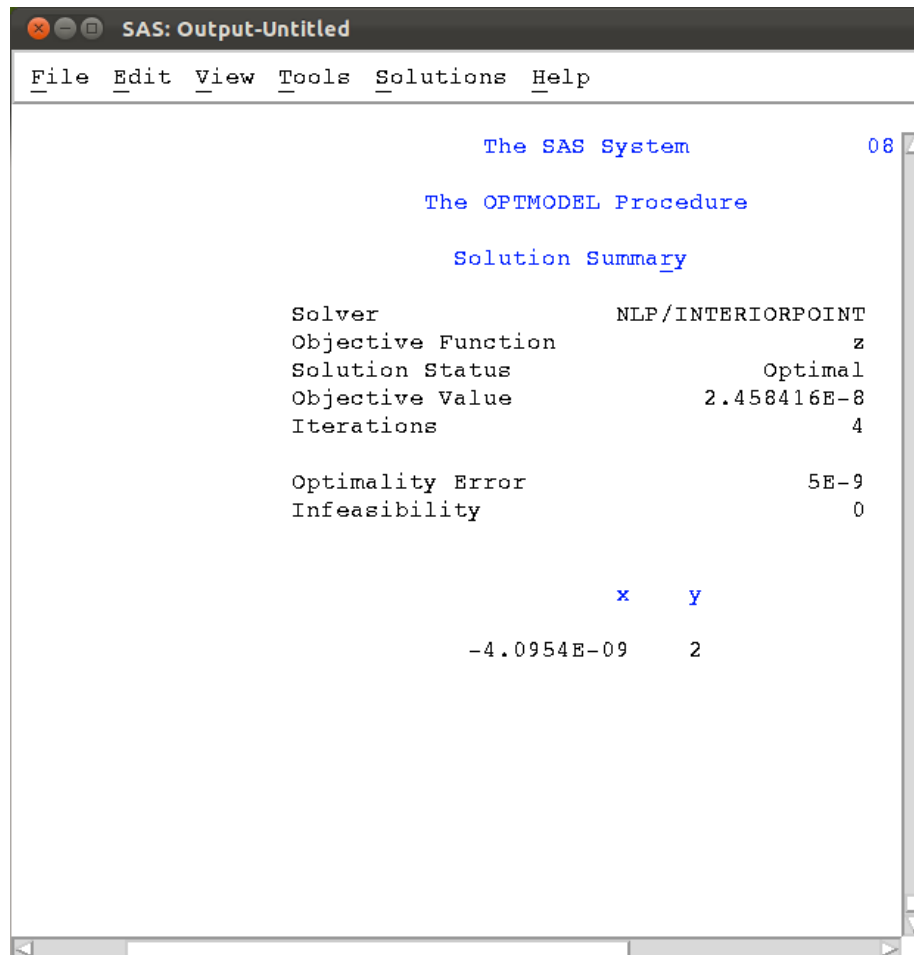 SAS: Output-Untitled
File Edit View Tools Solutions Help
The SAS System 08
The OPTMODEL Procedure
Solution Summary
Solver NLP/INTERIORPOINT
Objective Function z
Solution Status Optimal
Objective Value 2.458416E-8
Iterations 4
Optimality Error 5E-9
Infeasibility 0
x y
-4.0954E-09 2